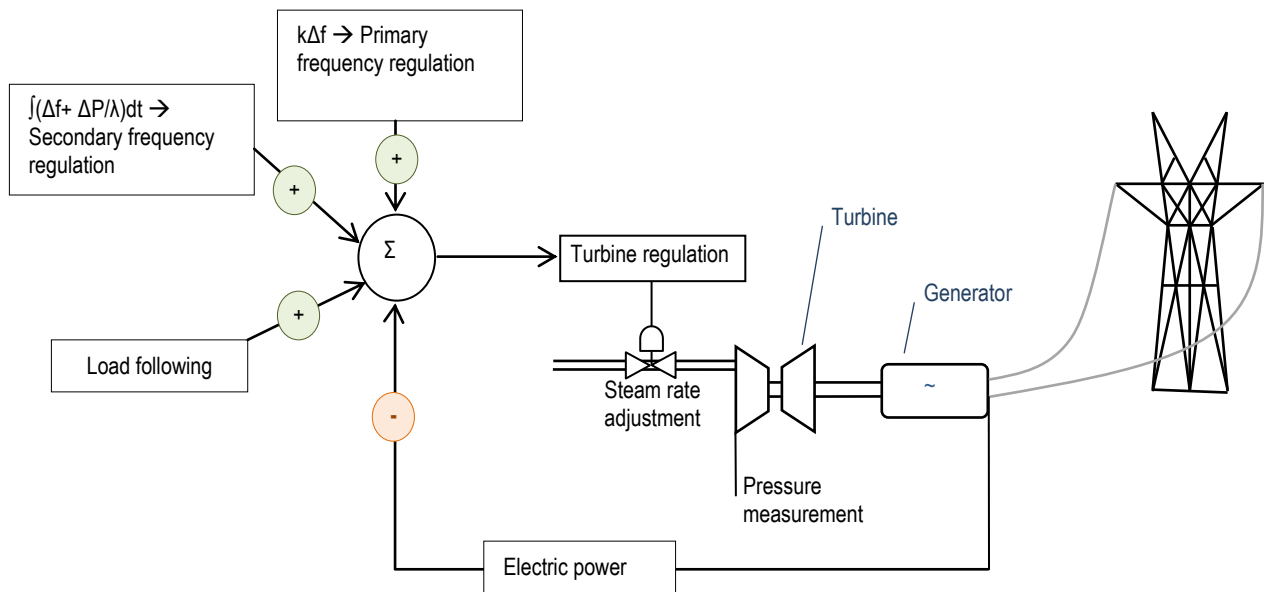 kΔf → Primary
frequency regulation
∫(Δf+ ΔP/λ)dt →
Secondary frequency
regulation
+
+
Σ
Turbine regulation
Turbine
Generator
+
Load following
~
Steam rate
adjustment
-
Pressure
measurement
Electric power